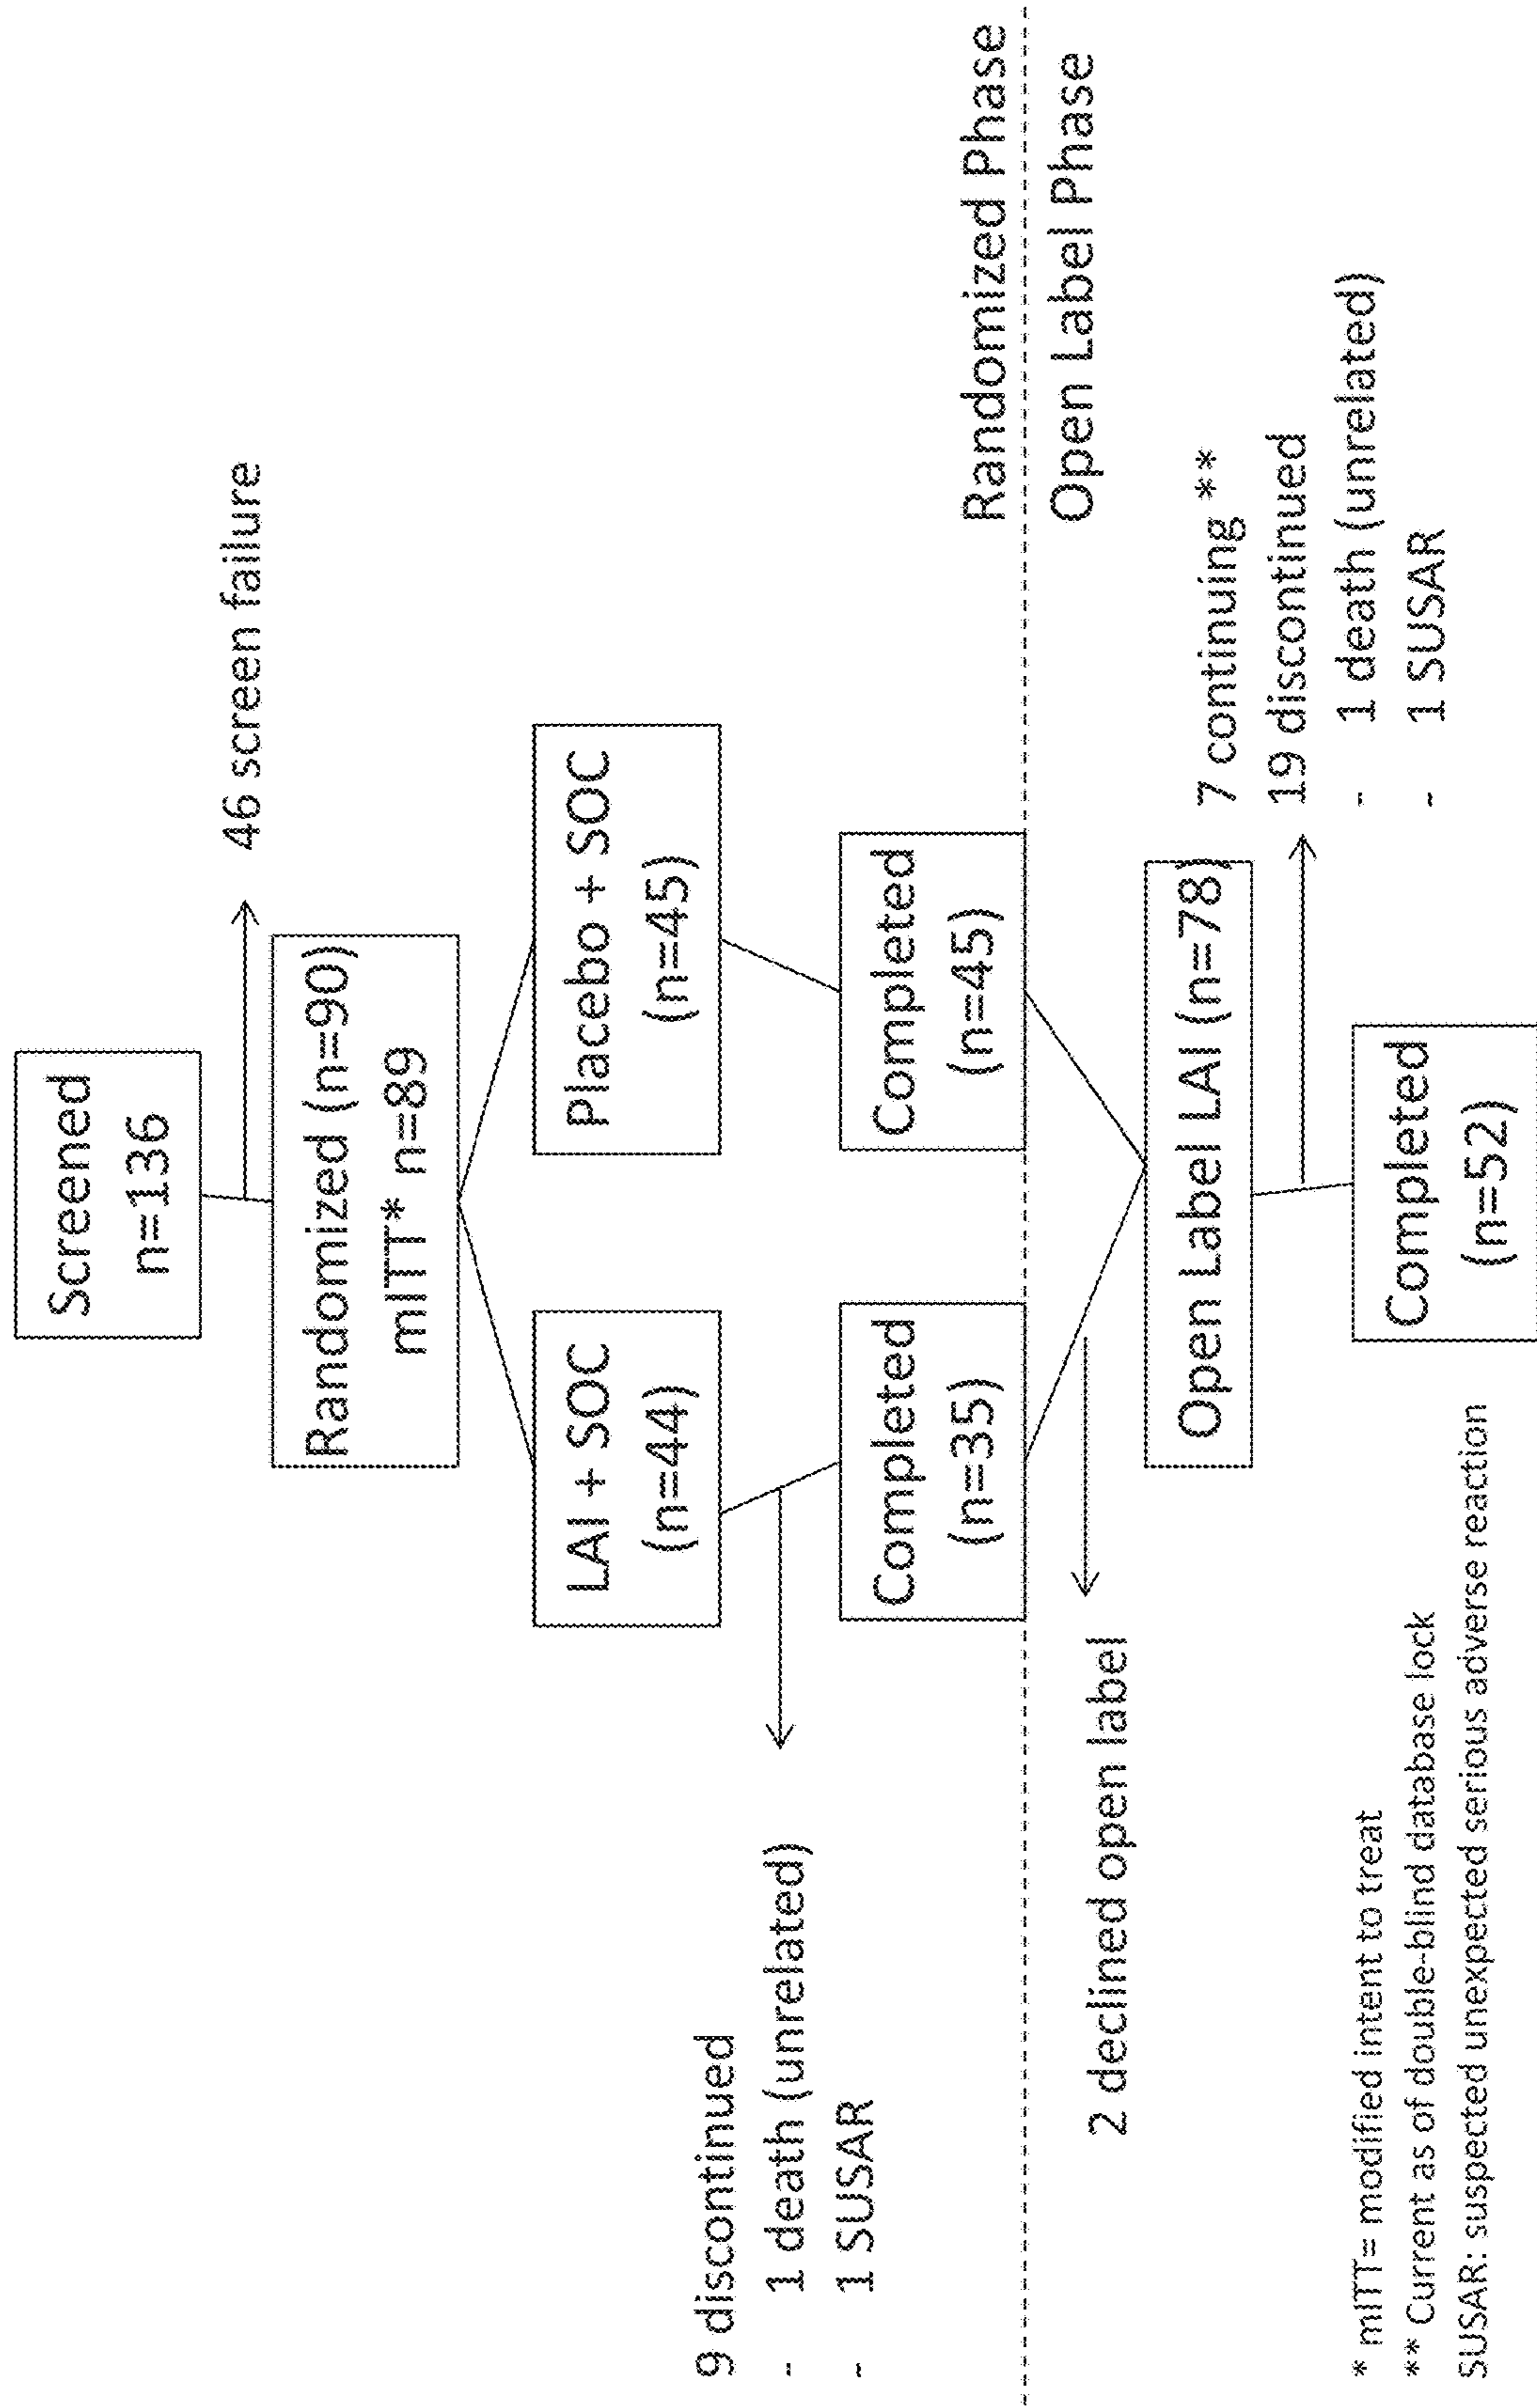 Screened
n=136
46 screen failure
Randomized (n=90)
mITT* n=89
LAI + SOC
(n=44)
Placebo + SOC
(n=45)
9 discontinued
- 1 death (unrelated)
- 1 SUSAR
Completed
(n=35)
Completed
(n=45)
Randomized Phase
Open Label Phase
2 declined open label
Open Label LAI (n=78)
7 continuing **
19 discontinued
- 1 death (unrelated)
- 1 SUSAR
Completed
(n=52)
* mITT= modified intent to treat
** Current as of double-blind database lock
SUSAR: suspected unexpected serious adverse reaction